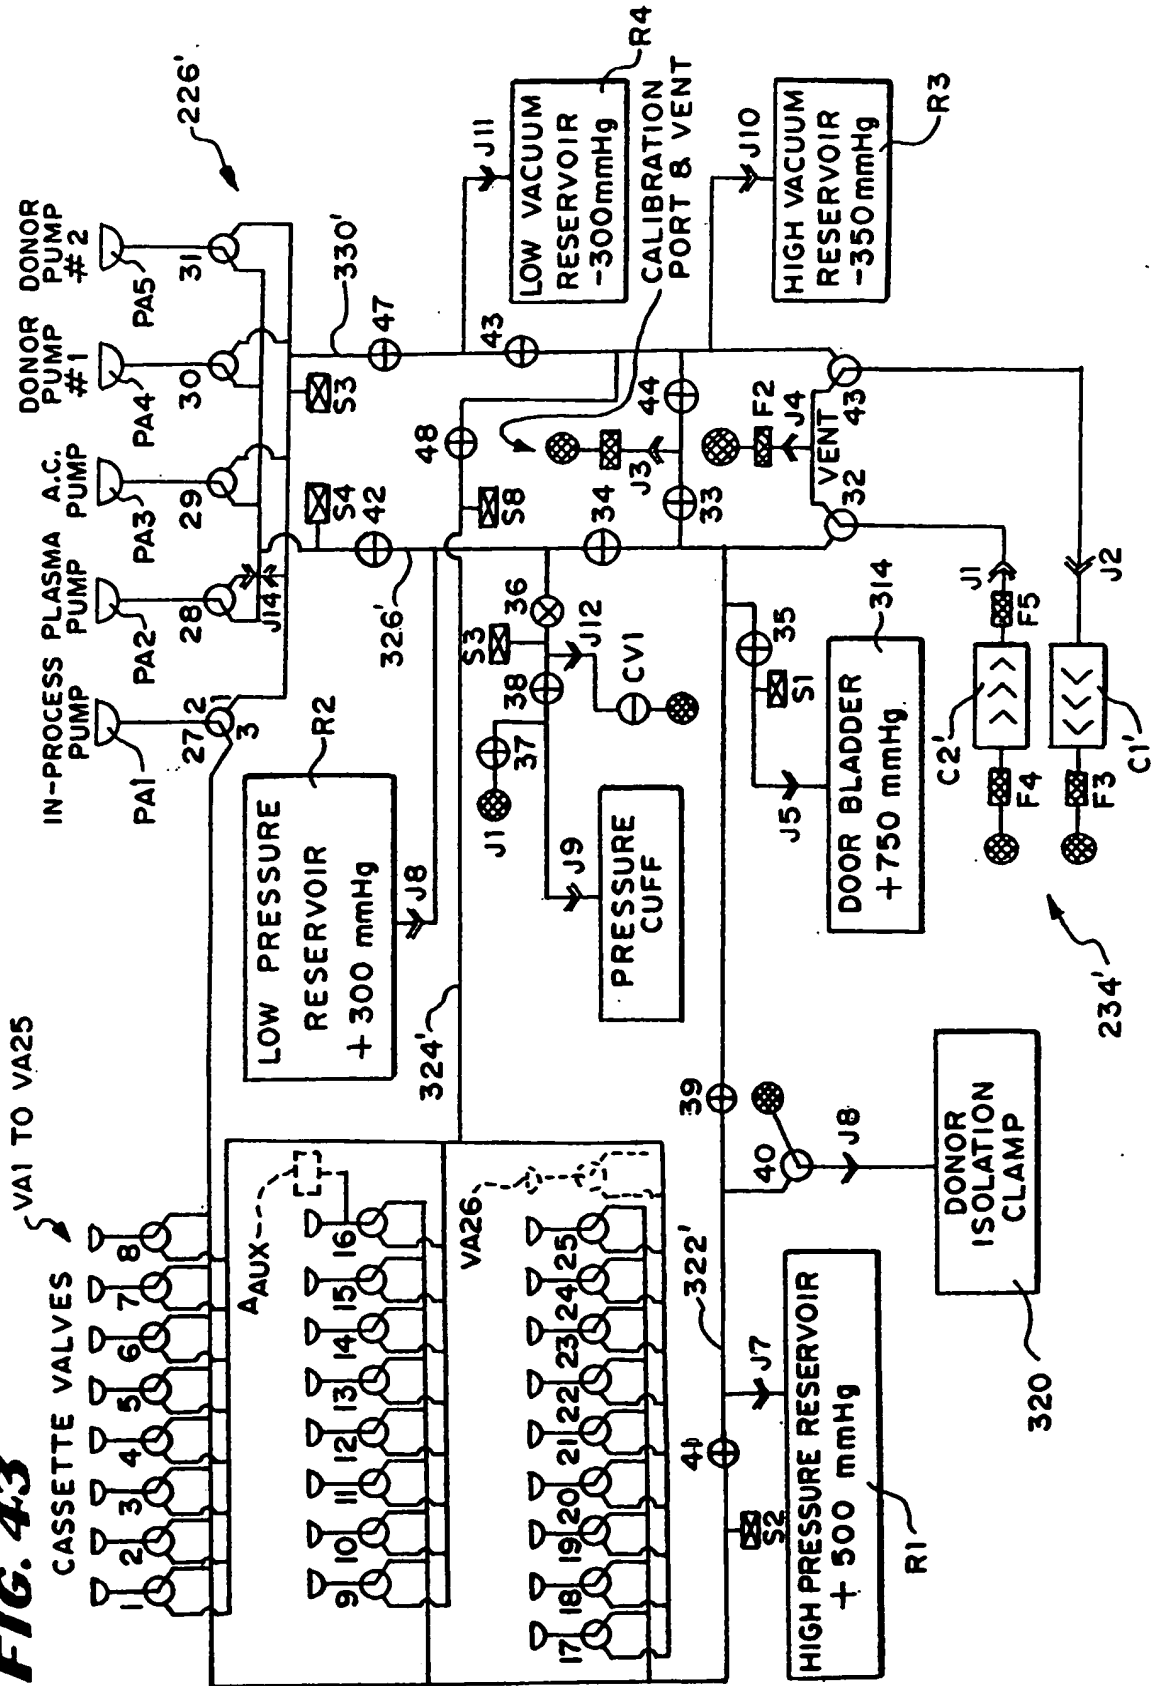 FIG. 43
CASSETTE VALVES
VA1 TO VA25
1
2
3
4
5
6
7
8
AAUX
9
10
11
12
13
14
15
16
VA26
17
18
19
20
21
22
23
24
25
IN-PROCESS
PUMP
PLASMA
PUMP
A.C.
PUMP
DONOR
PUMP
#1
DONOR
PUMP
#2
226'
PA1
PA2
PA3
PA4
PA5
27
2
3
28
29
30
31
J14
S4
S3
330'
42
47
326'
LOW PRESSURE
RESERVOIR
+ 300 mmHg
R2
J8
324'
48
S8
43
J11
LOW VACUUM
RESERVOIR
-300mmHg
R4
CALIBRATION
PORT & VENT
36
S3
38
37
J1
J12
CV1
J9
PRESSURE
CUFF
34
33
44
J3
F2
J4
VENT
32
43
J10
HIGH VACUUM
RESERVOIR
-350mmHg
R3
35
S1
J5
DOOR BLADDER
+750 mmHg
314
J1
F5
C2'
F4
J2
C1'
F3
234'
39
40
J8
DONOR
ISOLATION
CLAMP
320
322'
41
S2
J7
HIGH PRESSURE RESERVOIR
+ 500 mmHg
R1